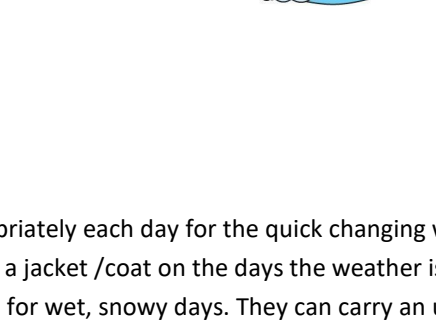 priately each day for the quick changing
a jacket /coat on the days the weather is
for wet, snowy days. They can carry an